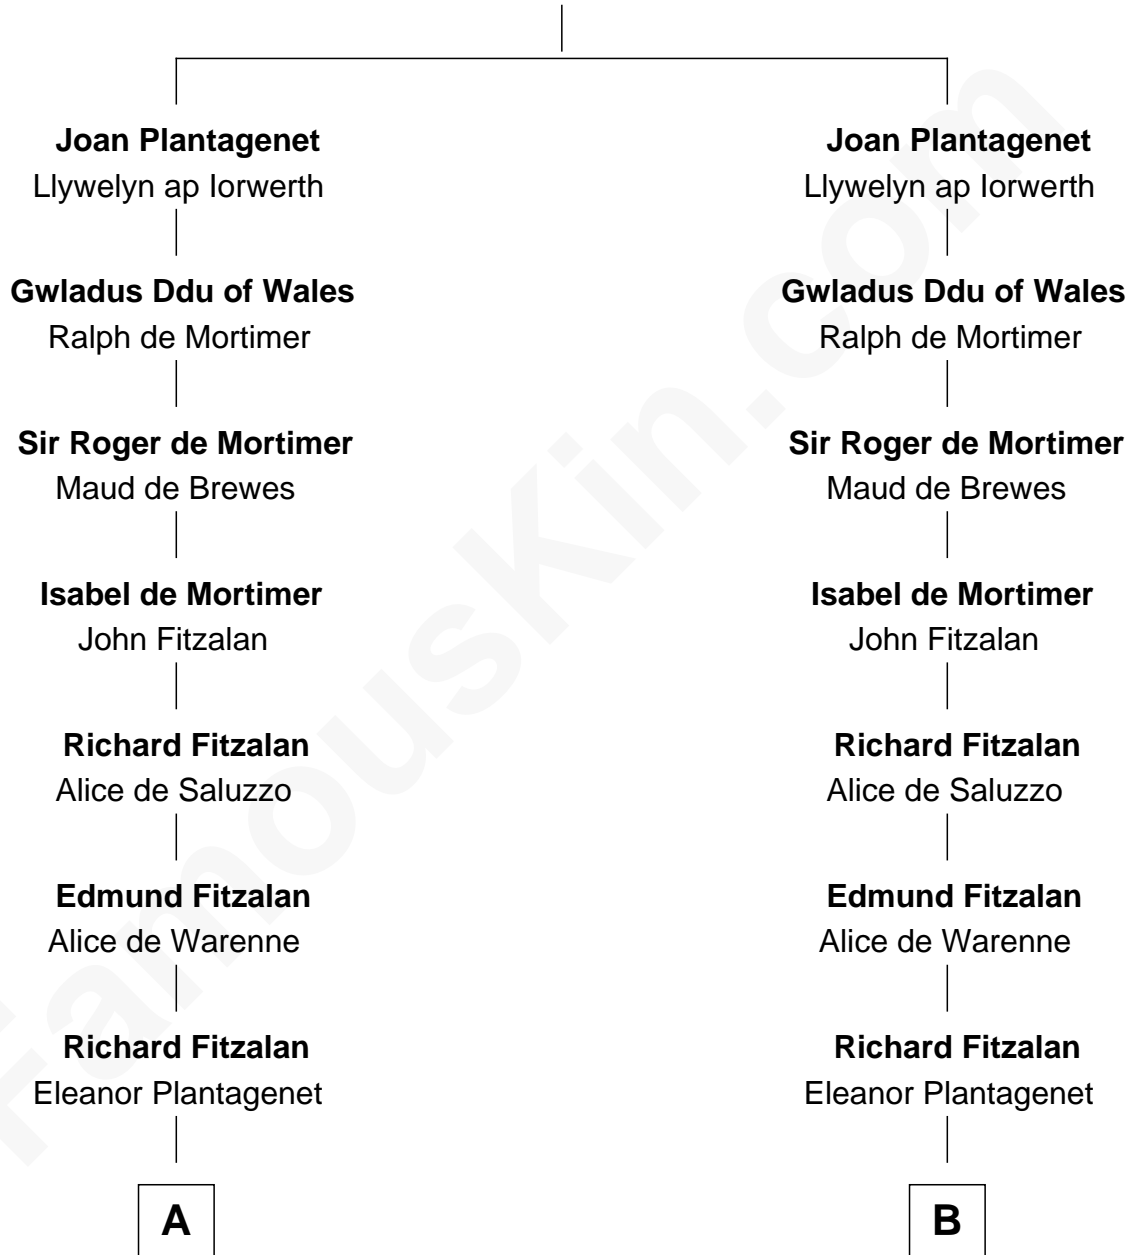 Joan Plantagenet
Llywelyn ap Iorwerth
Gwladus Ddu of Wales
Ralph de Mortimer
Sir Roger de Mortimer
Maud de Brewes
Isabel de Mortimer
John Fitzalan
Richard Fitzalan
Alice de Saluzzo
Edmund Fitzalan
Alice de Warenne
Richard Fitzalan
Eleanor Plantagenet
A
Joan Plantagenet
Llywelyn ap Iorwerth
Gwladus Ddu of Wales
Ralph de Mortimer
Sir Roger de Mortimer
Maud de Brewes
Isabel de Mortimer
John Fitzalan
Richard Fitzalan
Alice de Saluzzo
Edmund Fitzalan
Alice de Warenne
Richard Fitzalan
Eleanor Plantagenet
B
FamousKin.com